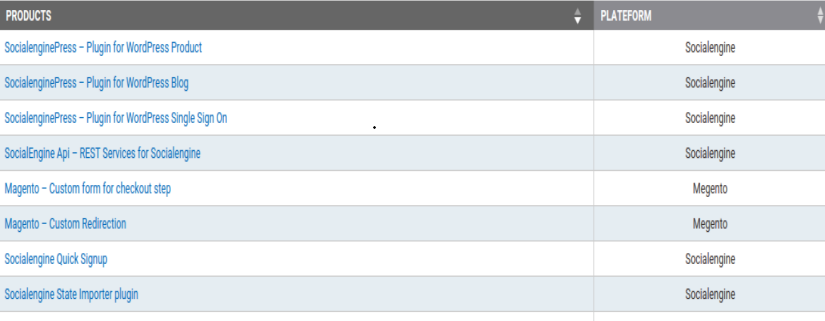 PRODUCTS PLATEFORM
SocialenginePress – Plugin for WordPress Product Socialengine
SocialenginePress – Plugin for WordPress Blog Socialengine
SocialenginePress – Plugin for WordPress Single Sign On Socialengine
SocialEngine Api – REST Services for Socialengine Socialengine
Magento – Custom form for checkout step Megento
Magento – Custom Redirection Megento
Socialengine Quick Signup Socialengine
Socialengine State Importer plugin Socialengine